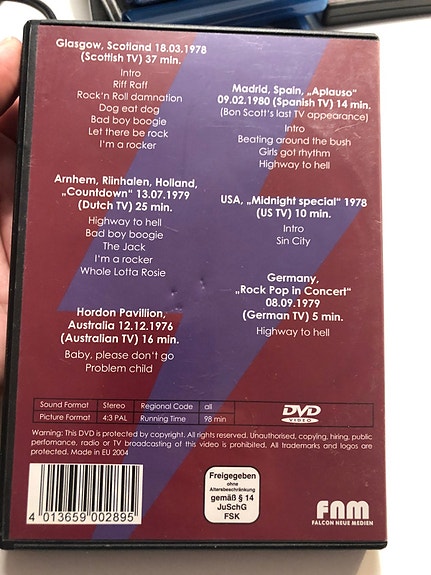 Glasgow, Scotland 18.03.1978
(Scottish TV) 37 min.
Intro
Riff Raff
Rock'n Roll damnation
Dog eat dog
Bad boy boogie
Let there be rock
I'm a rocker
Madrid, Spain, „Aplauso"
09.02.1980 (Spanish TV) 14 min.
(Bon Scott's last TV appearance)
Intro
Beating around the bush
Girls got rhythm
Highway to hell
Arnhem, Rijnhalen, Holland,
„Countdown" 13.07.1979
(Dutch TV) 25 min.
Highway to hell
Bad boy boogie
The Jack
I'm a rocker
Whole Lotta Rosie
USA, „Midnight special" 1978
(US TV) 10 min.
Intro
Sin City
Germany,
„Rock Pop in Concert"
08.09.1979
(German TV) 5 min.
Highway to hell
Hordon Pavillion,
Australia 12.12.1976
(Australian TV) 16 min.
Baby, please don't go
Problem child
Sound Format Stereo Regional Code all
Picture Format 4:3 PAL Running Time 98 min
DVD
VIDEO
Warning: This DVD is protected by copyright. All rights reserved. Unauthorised, copying, hiring, public
perfomance, radio or TV broadcasting of this video is prohibited. All trademarks and logos are
protected. Made in EU 2004
4 013659 002895
Freigegeben
ohne
Altersbeschränkung
gemäß § 14
JuSchG
FSK
FNM
FALCON NEUE MEDIEN